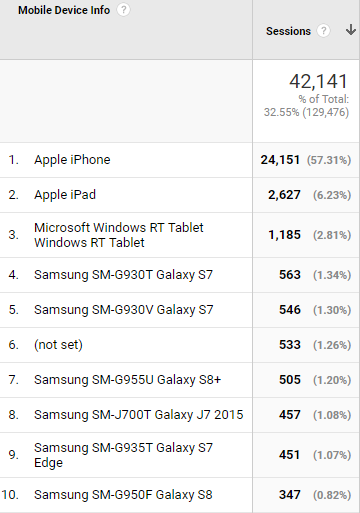 Mobile Device Info ?
Sessions ?
42,141
% of Total:
32.55% (129,476)
1. Apple iPhone 24,151 (57.31%)
2. Apple iPad 2,627 (6.23%)
3. Microsoft Windows RT Tablet
Windows RT Tablet 1,185 (2.81%)
4. Samsung SM-G930T Galaxy S7 563 (1.34%)
5. Samsung SM-G930V Galaxy S7 546 (1.30%)
6. (not set) 533 (1.26%)
7. Samsung SM-G955U Galaxy S8+ 505 (1.20%)
8. Samsung SM-J700T Galaxy J7 2015 457 (1.08%)
9. Samsung SM-G935T Galaxy S7
Edge 451 (1.07%)
10. Samsung SM-G950F Galaxy S8 347 (0.82%)